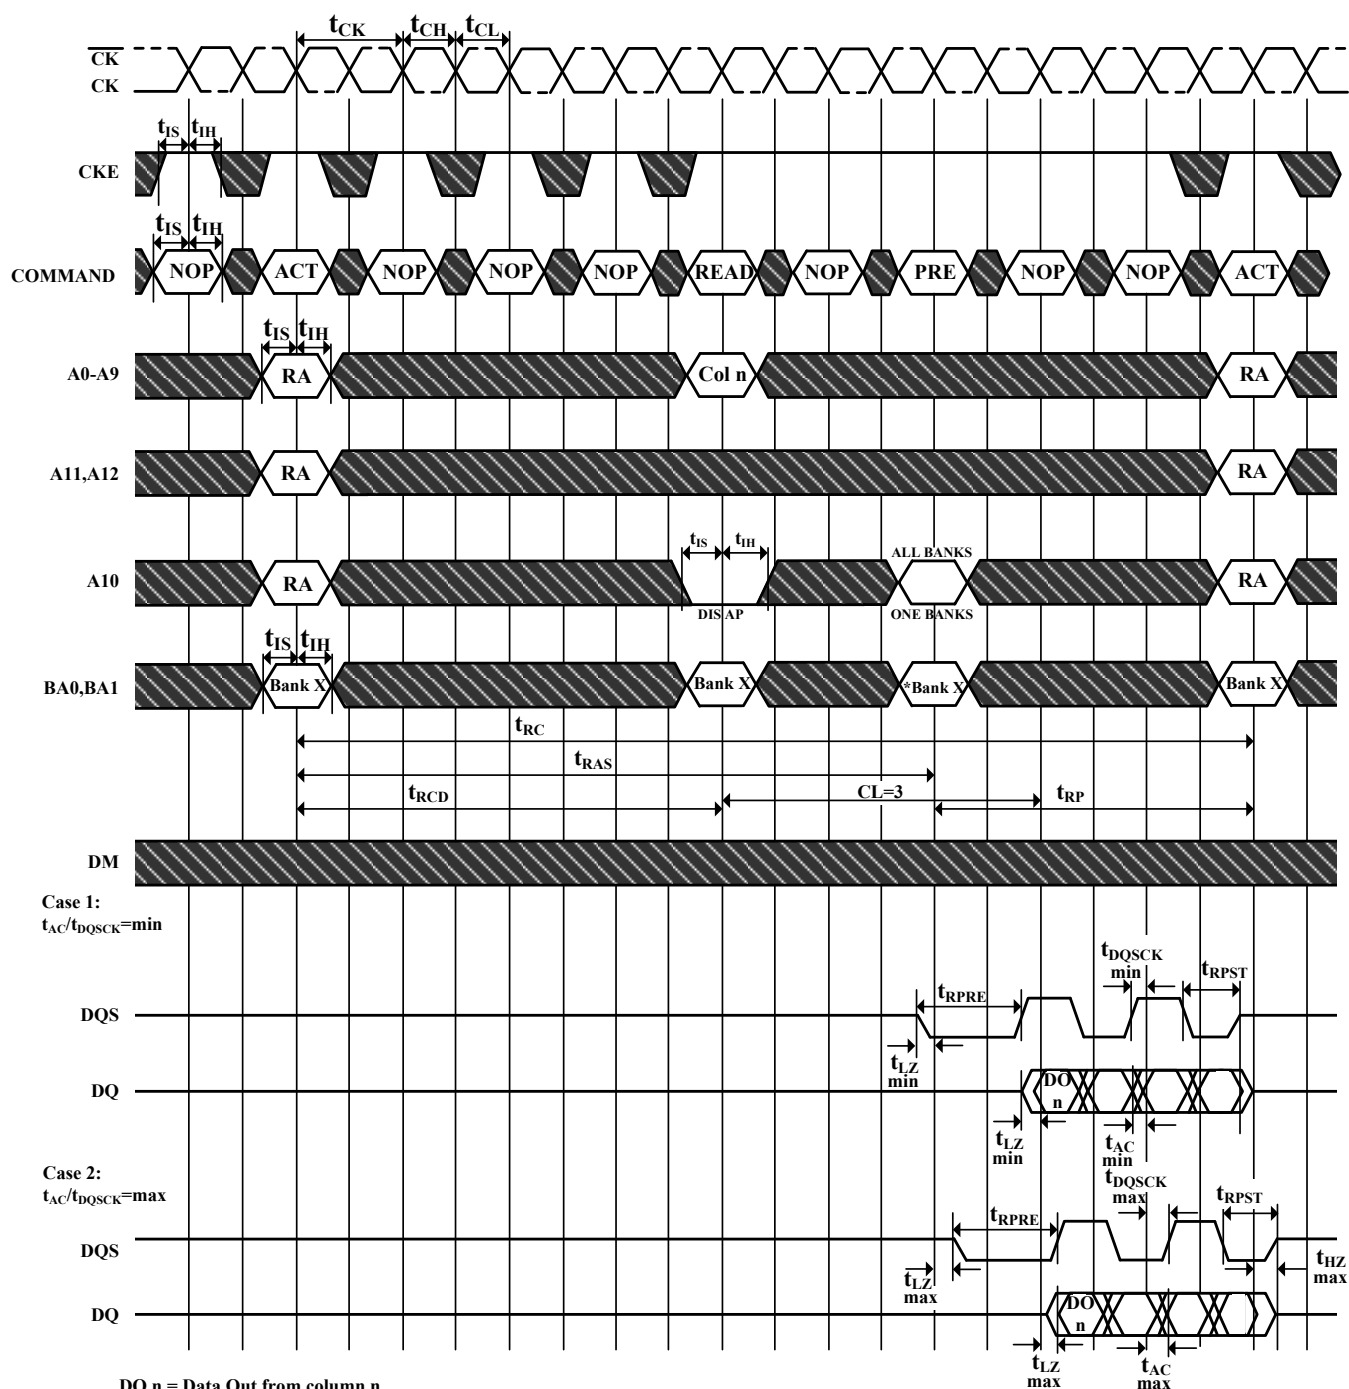 tCK tCH tCL
CK
CK
tIS tIH
CKE
tIS tIH
COMMAND NOP ACT NOP NOP NOP READ NOP PRE NOP NOP ACT
tIS tIH
A0-A9 RA Col n RA
A11,A12 RA RA
tIS tIH ALL BANKS
A10 RA RA
DIS AP ONE BANKS
tIS tIH
BA0,BA1 Bank X Bank X *Bank X Bank X
tRC
tRAS
tRCD CL=3 tRP
DM
Case 1:
tAC/tDQSCK=min
tDQSCK min tRPST
tRPRE
DQS
tLZ min
DQ DO n
tLZ min tAC min
Case 2:
tAC/tDQSCK=max
tDQSCK max tRPST
tRPRE
DQS
tLZ max tHZ max
DQ DO n
tLZ max tAC max
DO n = Data Out from column n